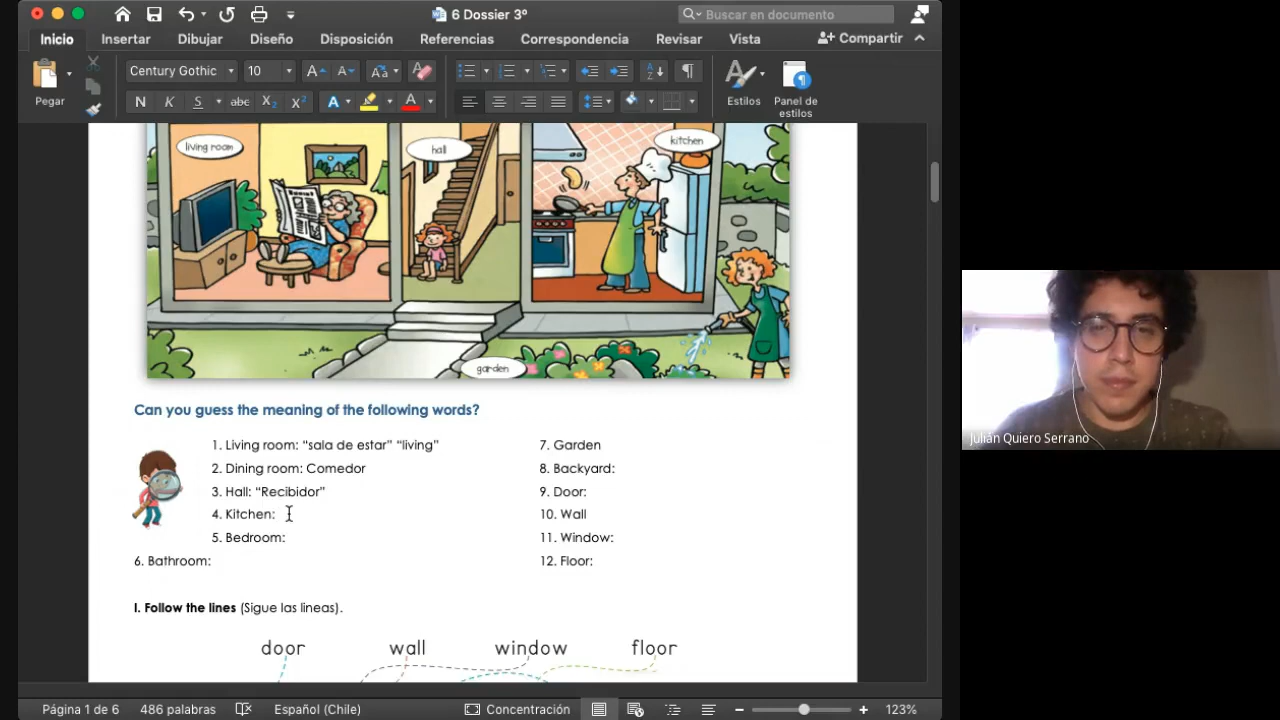 6 Dossier 3º
Buscar en documento
Inicio Insertar Dibujar Diseño Disposición Referencias Correspondencia Revisar Vista Compartir
Pegar
Century Gothic 10
Estilos
Panel de estilos
living room
hall
kitchen
garden
Can you guess the meaning of the following words?
1. Living room: “sala de estar” “living”
2. Dining room: Comedor
3. Hall: “Recibidor”
4. Kitchen:
5. Bedroom:
6. Bathroom:
7. Garden
8. Backyard:
9. Door:
10. Wall
11. Window:
12. Floor:
I. Follow the lines (Sigue las lineas).
door wall window floor
Página 1 de 6 486 palabras Español (Chile) Concentración 123%
Julián Quiero Serrano